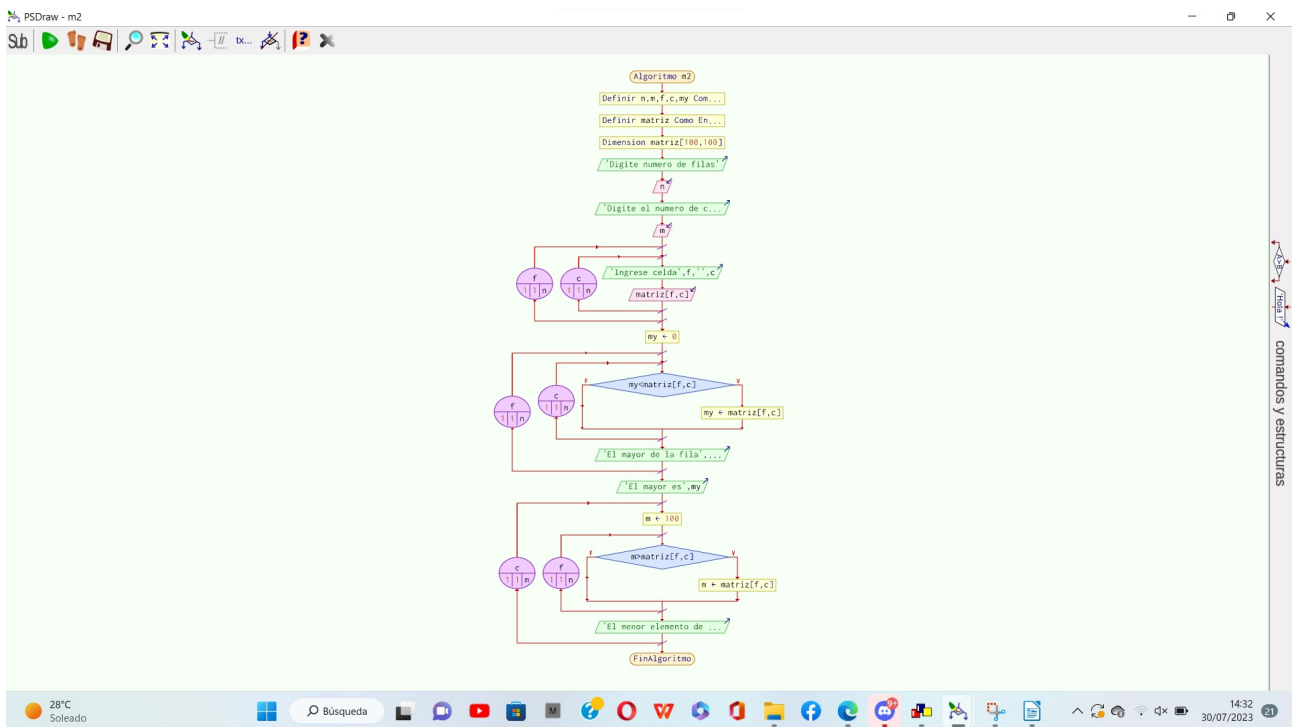 PSDraw - m2
Sub
tx...
Algoritmo m2
Definir n,m,f,c,my Com...
Definir matriz Como En...
Dimension matriz[100,100]
'Digite numero de filas'
n
'Digite el numero de c...
m
f
1 1 n
c
1 1 n
'Ingrese celda',f,'',c
matriz[f,c]
my ← 0
f
1 1 n
c
1 1 n
F
my<matriz[f,c]
V
my ← matriz[f,c]
'El mayor de la fila',...
'El mayor es',my
m ← 100
c
1 1 m
f
1 1 n
F
m>matriz[f,c]
V
m ← matriz[f,c]
'El menor elemento de ...
FinAlgoritmo
A>B
'Hola !'
comandos y estructuras
28°C
Soleado
Búsqueda
9+
14:32
30/07/2023
21